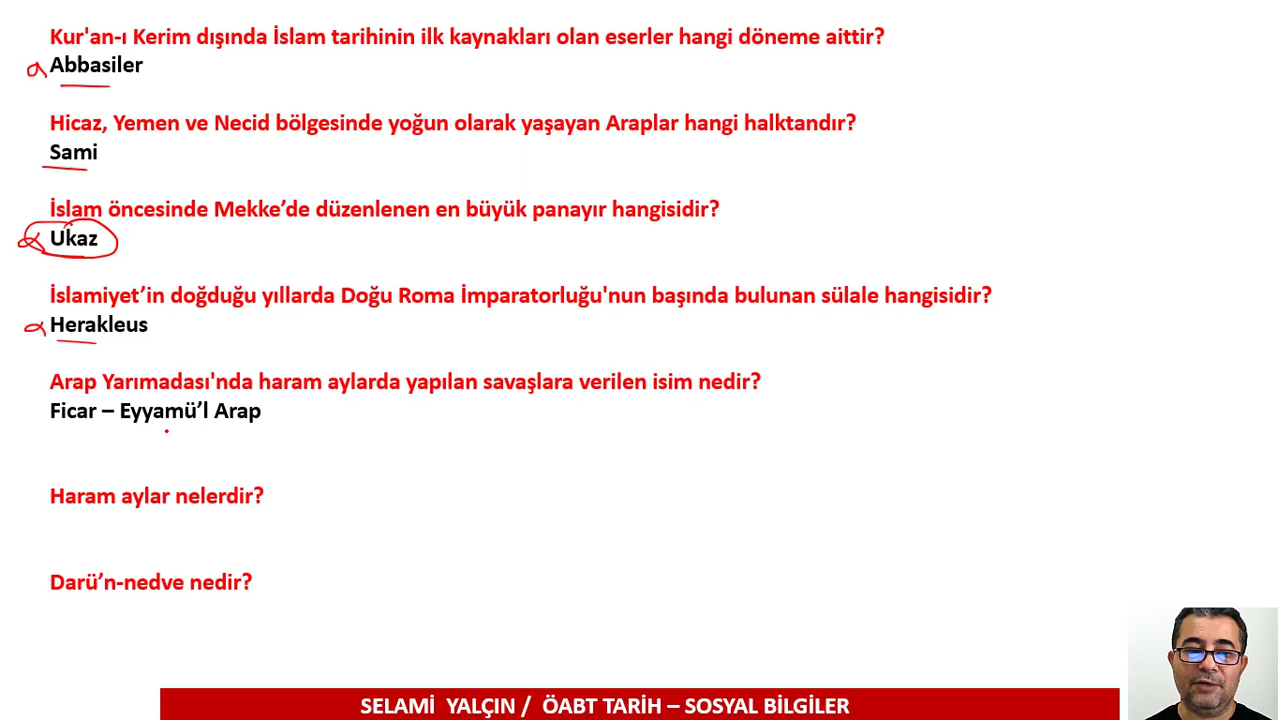 Kur'an-ı Kerim dışında İslam tarihinin ilk kaynakları olan eserler hangi döneme aittir?
Abbasiler
Hicaz, Yemen ve Necid bölgesinde yoğun olarak yaşayan Araplar hangi halktandır?
Sami
İslam öncesinde Mekke’de düzenlenen en büyük panayır hangisidir?
Ukaz
İslamiyet’in doğduğu yıllarda Doğu Roma İmparatorluğu'nun başında bulunan sülale hangisidir?
Herakleus
Arap Yarımadası'nda haram aylarda yapılan savaşlara verilen isim nedir?
Ficar – Eyyamü’l Arap
Haram aylar nelerdir?
Darü’n-nedve nedir?
SELAMİ YALÇIN / ÖABT TARİH – SOSYAL BİLGİLER